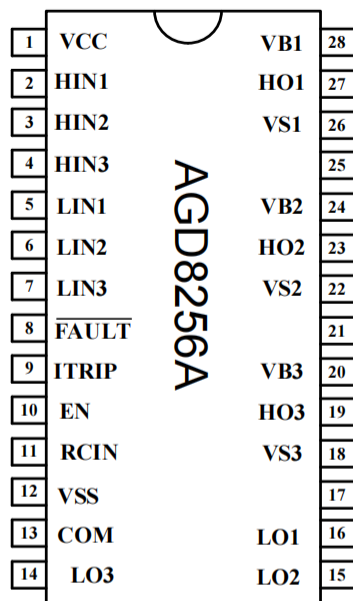 1 VCC VB1 28
2 HIN1 HO1 27
3 HIN2 VS1 26
4 HIN3 25
5 LIN1 VB2 24
6 LIN2 HO2 23
7 LIN3 VS2 22
8 FAULT 21
9 ITRIP VB3 20
10 EN HO3 19
11 RCIN VS3 18
12 VSS 17
13 COM LO1 16
14 LO3 LO2 15
AGD8256A